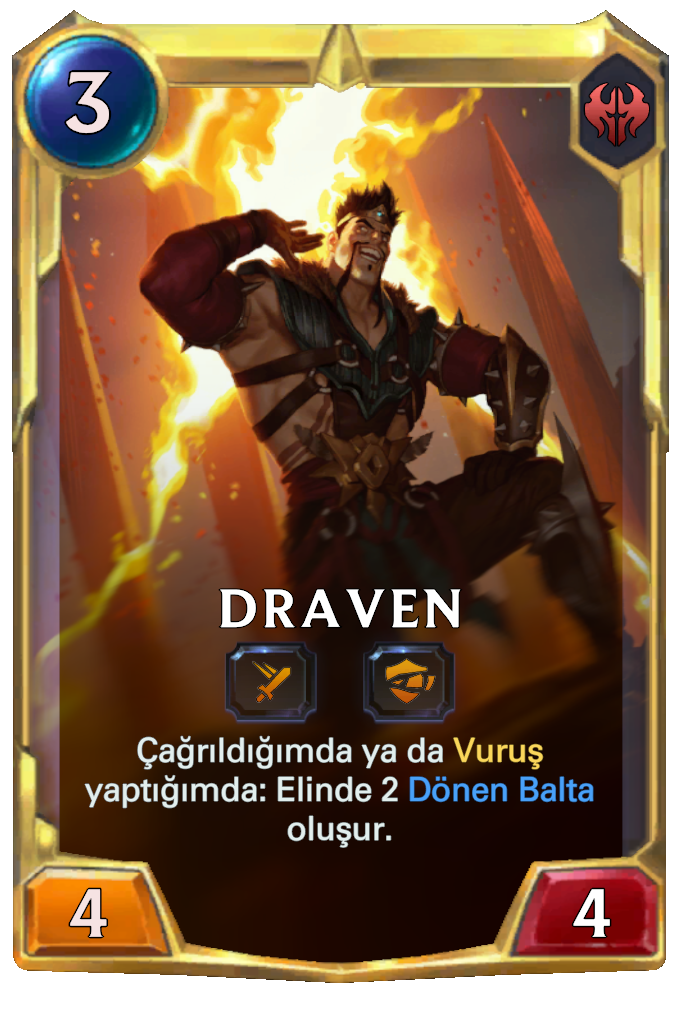 3
DRAVEN
Çağrıldığımda ya da Vuruş
yaptığımda: Elinde 2 Dönen Balta
oluşur.
4
4